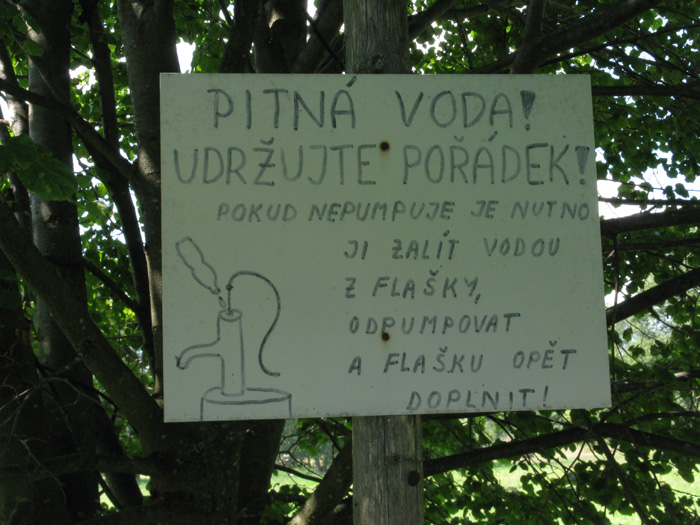 PITNÁ VODA!
UDRŽUJTE POŘÁDEK!
POKUD NEPUMPUJE JE NUTNO
JI ZALÍT VODOU
Z FLAŠKY,
ODPUMPOVAT
A FLAŠKU OPĚT
DOPLNIT!